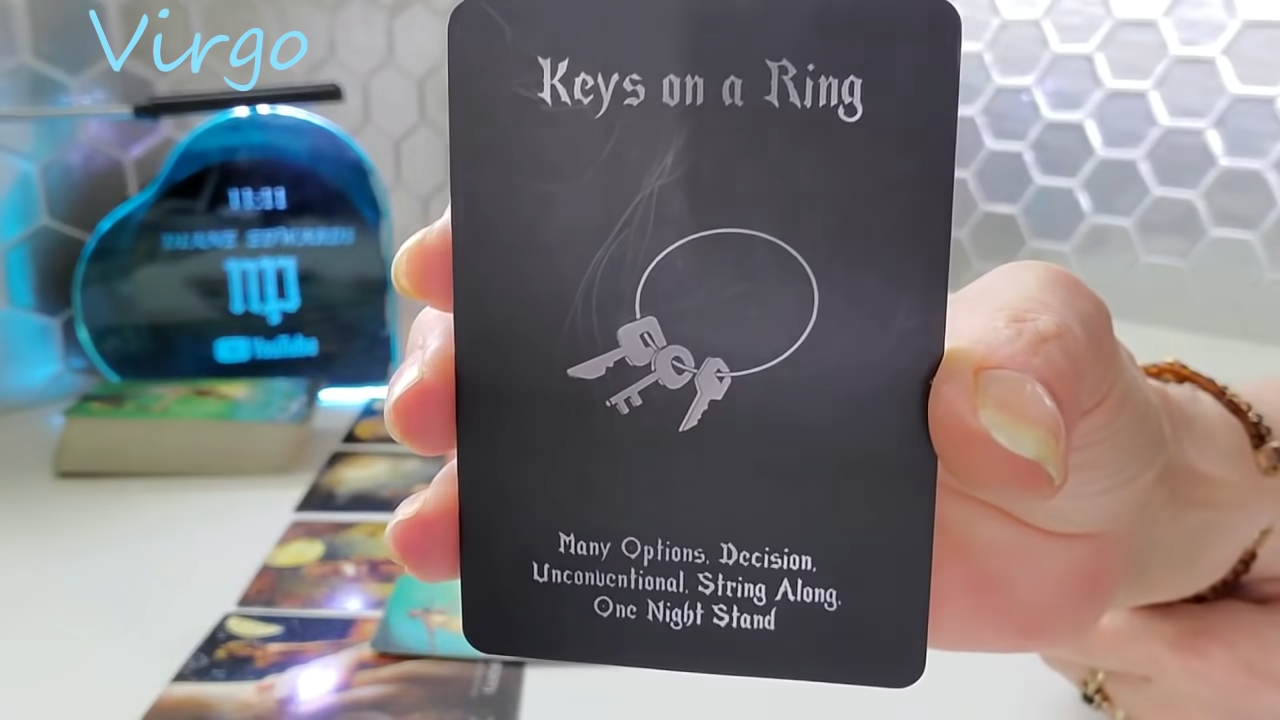 Virgo
Keys on a Ring
11:11
YouTube
Many Options, Decision,
Unconventional, String Along,
One Night Stand